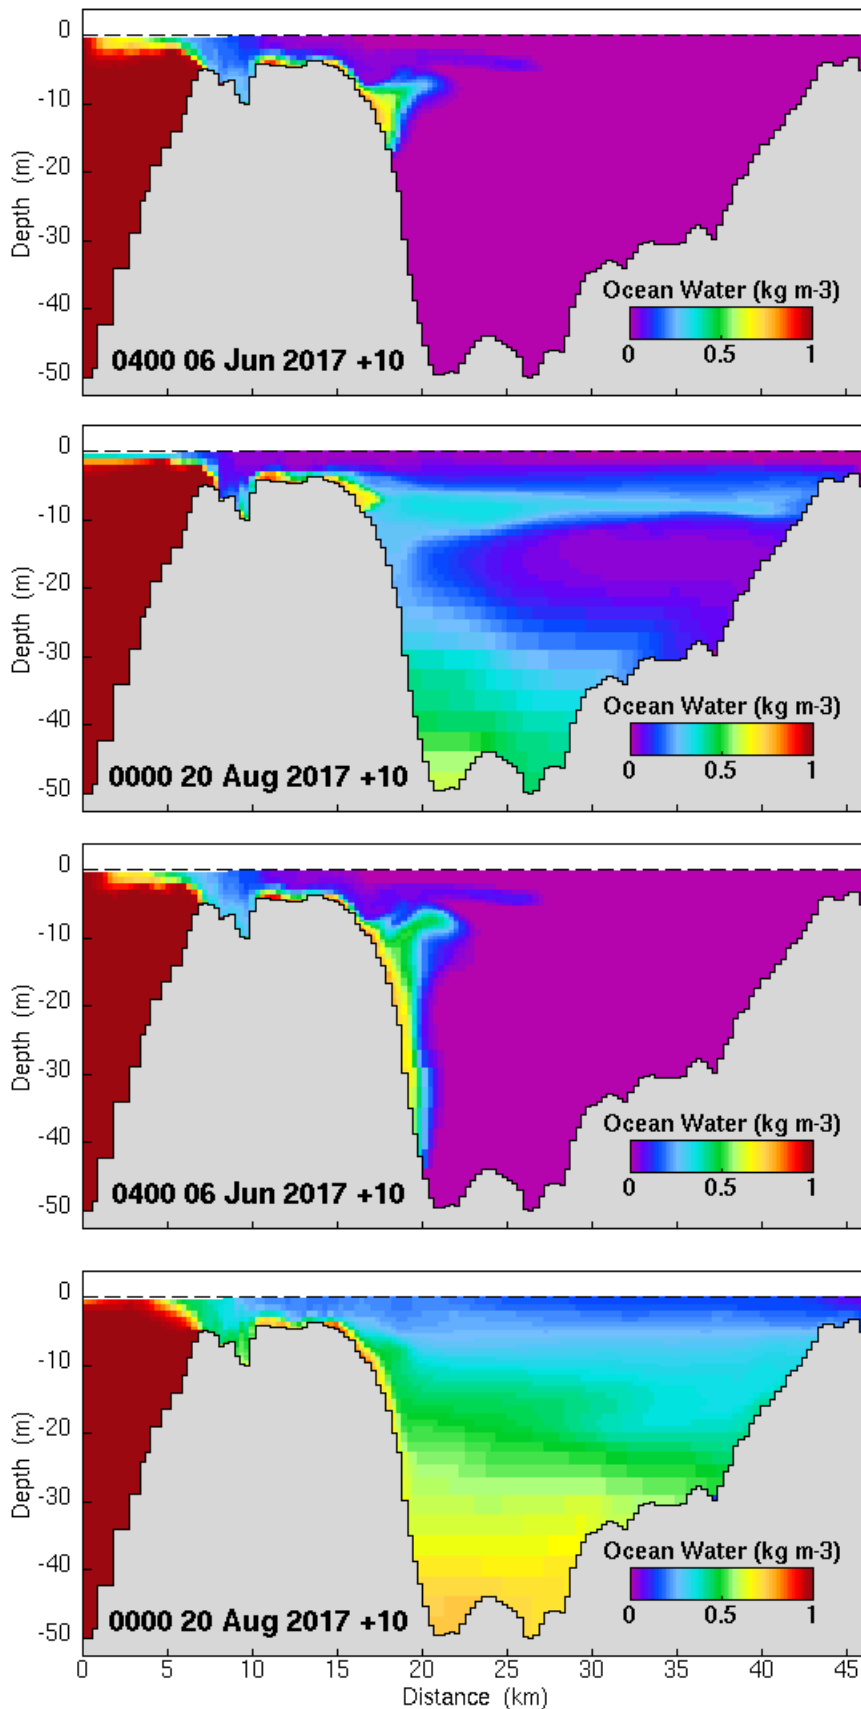 0
-10
-20
-30
-40
-50
Depth (m)
Ocean Water (kg m-3)
0 0.5 1
0400 06 Jun 2017 +10
0
-10
-20
-30
-40
-50
Depth (m)
Ocean Water (kg m-3)
0 0.5 1
0000 20 Aug 2017 +10
0
-10
-20
-30
-40
-50
Depth (m)
Ocean Water (kg m-3)
0 0.5 1
0400 06 Jun 2017 +10
0
-10
-20
-30
-40
-50
Depth (m)
Ocean Water (kg m-3)
0 0.5 1
0000 20 Aug 2017 +10
0 5 10 15 20 25 30 35 40 45
Distance (km)